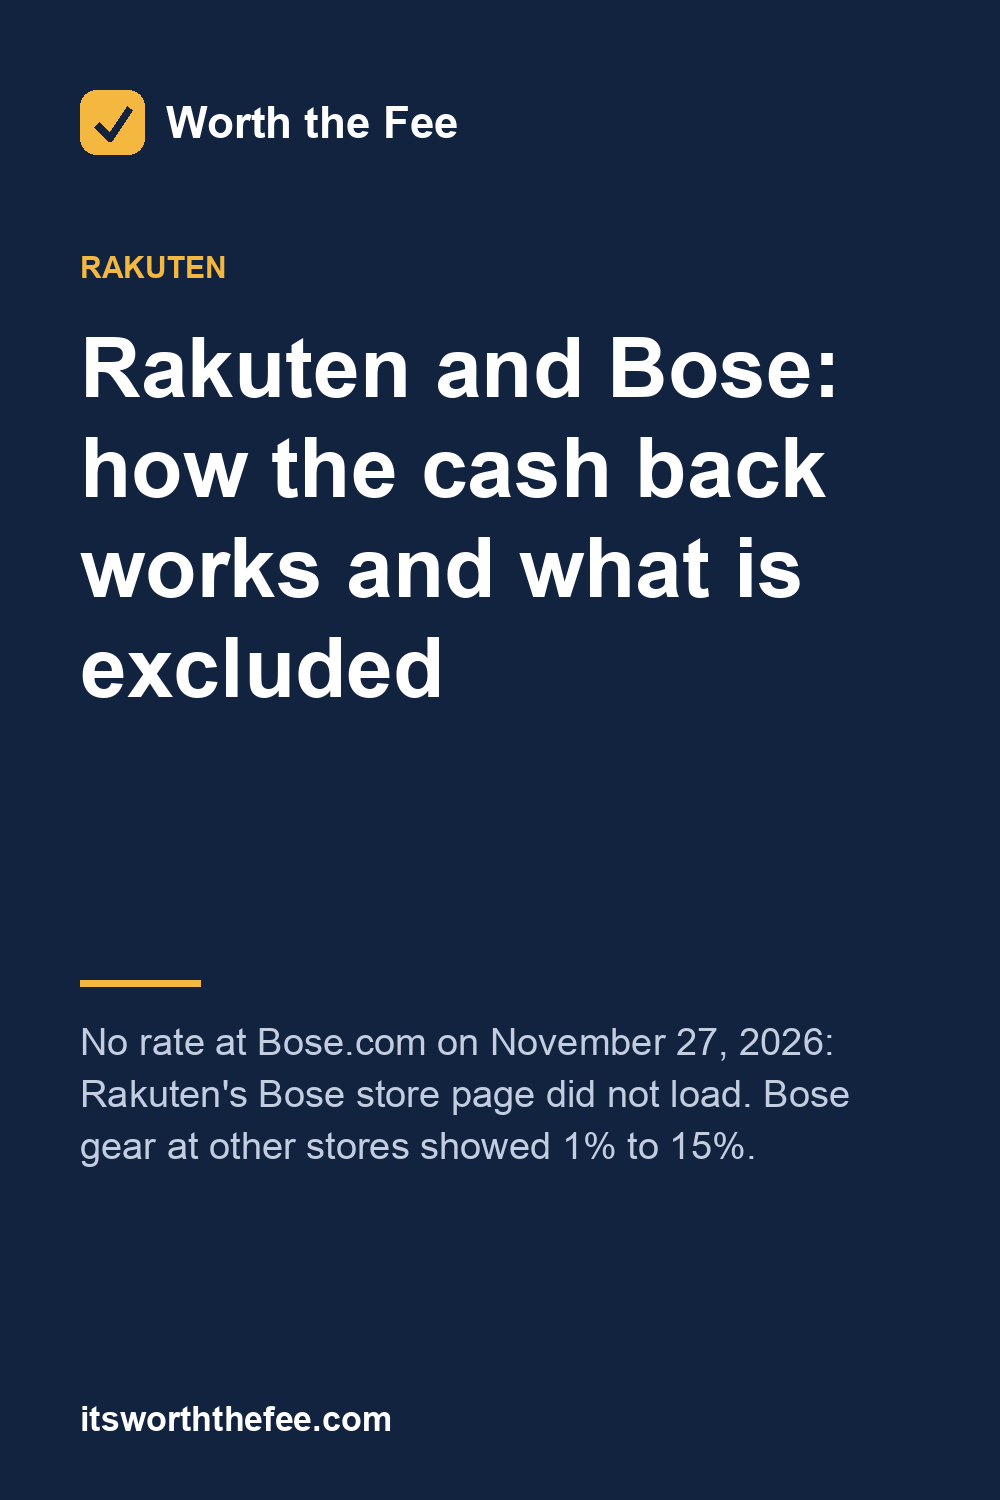 Worth the Fee
RAKUTEN
Rakuten and Bose:
how the cash back
works and what is
excluded
No rate at Bose.com on November 27, 2026:
Rakuten's Bose store page did not load. Bose
gear at other stores showed 1% to 15%.
itsworththefee.com